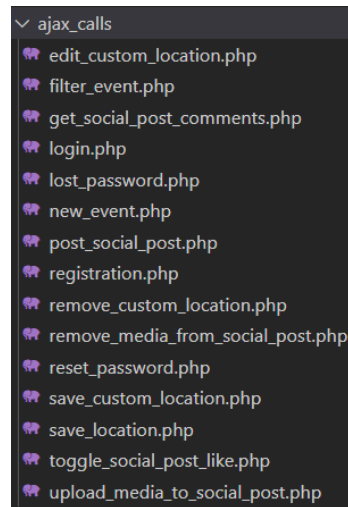 ajax_calls
edit_custom_location.php
filter_event.php
get_social_post_comments.php
login.php
lost_password.php
new_event.php
post_social_post.php
registration.php
remove_custom_location.php
remove_media_from_social_post.php
reset_password.php
save_custom_location.php
save_location.php
toggle_social_post_like.php
upload_media_to_social_post.php